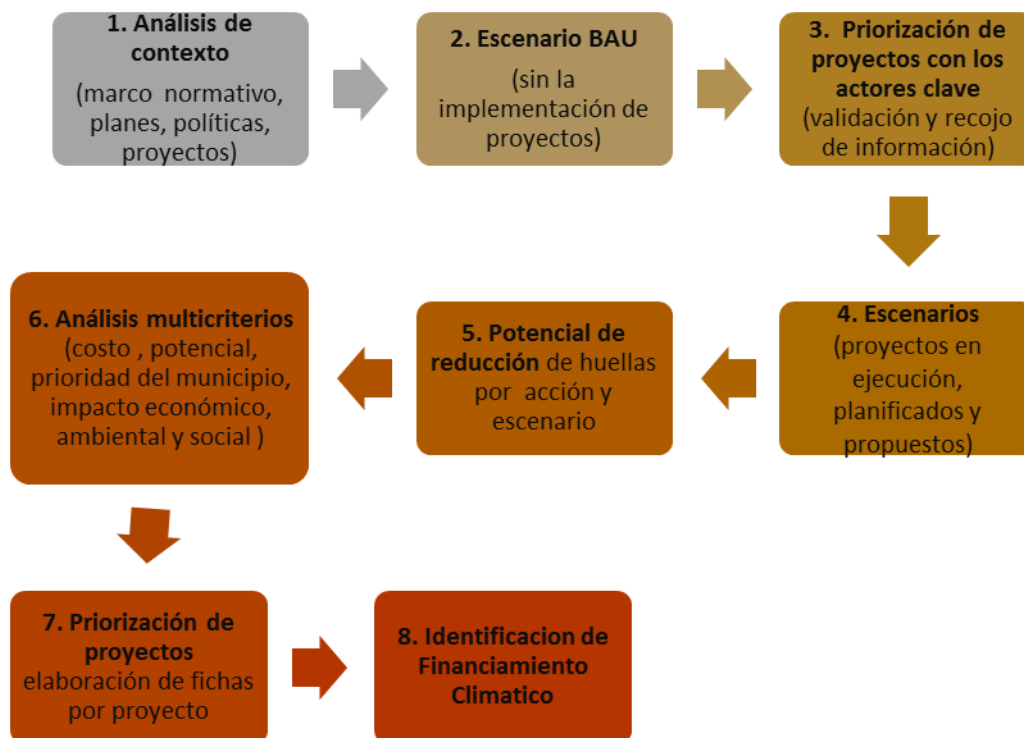 1. Análisis de
contexto
(marco normativo,
planes, políticas,
proyectos)
2. Escenario BAU
(sin la
implementación de
proyectos)
3. Priorización de
proyectos con los
actores clave
(validación y recojo
de información)
4. Escenarios
(proyectos en
ejecución,
planificados y
propuestos)
5. Potencial de
reducción de huellas
por acción y
escenario
6. Análisis multicriterios
(costo , potencial,
prioridad del municipio,
impacto económico,
ambiental y social )
7. Priorización de
proyectos
elaboración de fichas
por proyecto
8. Identificacion de
Financiamiento
Climatico